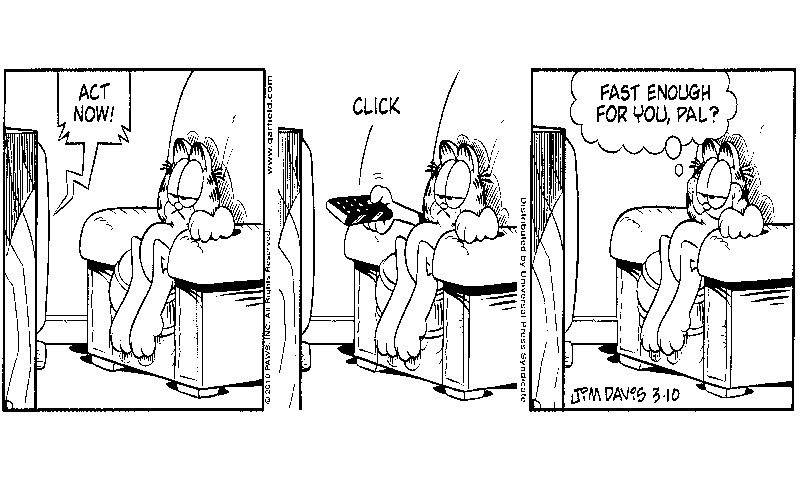 ACT
NOW!
www.garfield.com
© 2010 PAWS, INC. All Rights Reserved.
CLICK
Distributed by Universal Press Syndicate
FAST ENOUGH
FOR YOU, PAL?
JIM DAVIS 3-10